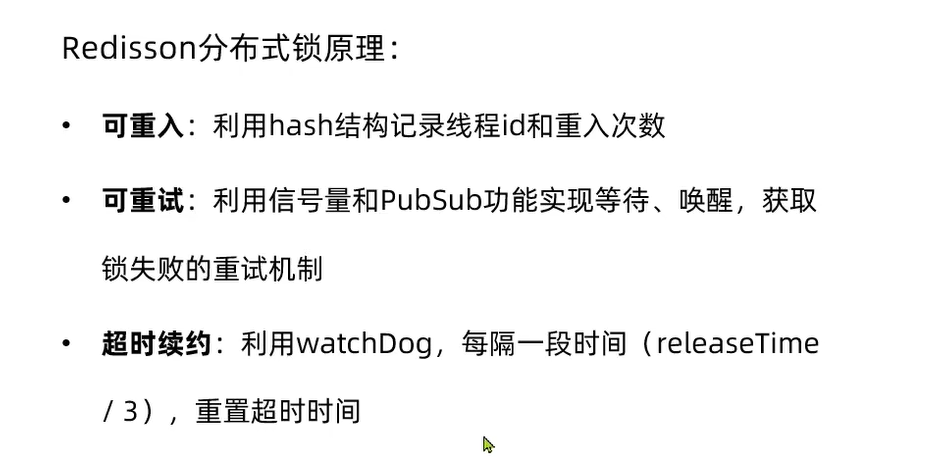 Redisson分布式锁原理：
• 可重入：利用hash结构记录线程id和重入次数
• 可重试：利用信号量和PubSub功能实现等待、唤醒，获取
锁失败的重试机制
• 超时续约：利用watchDog，每隔一段时间（releaseTime
/ 3），重置超时时间